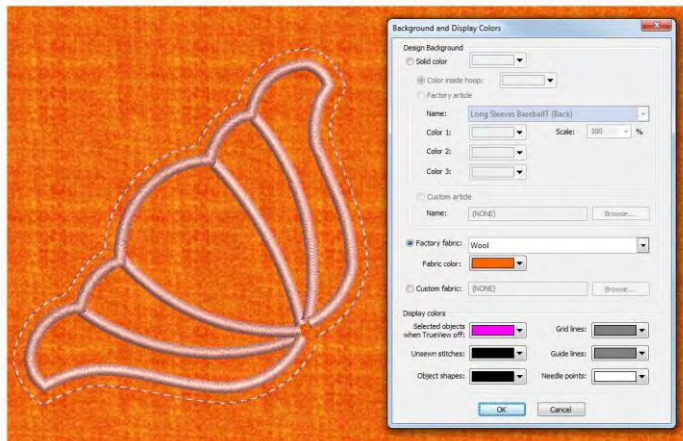 Background and Display Colors
Design Background
Solid color
Color inside hoop:
Factory article
Name: Long Sleeves BaseballT (Back)
Color 1: Scale: 100 %
Color 2:
Color 3:
Custom article
Name: (NONE) Browse...
Factory fabric: Wool
Fabric color:
Custom fabric: (NONE) Browse...
Display colors
Selected objects
when TrueView off: Grid lines:
Unsewn stitches: Guide lines:
Object shapes: Needle points:
OK Cancel